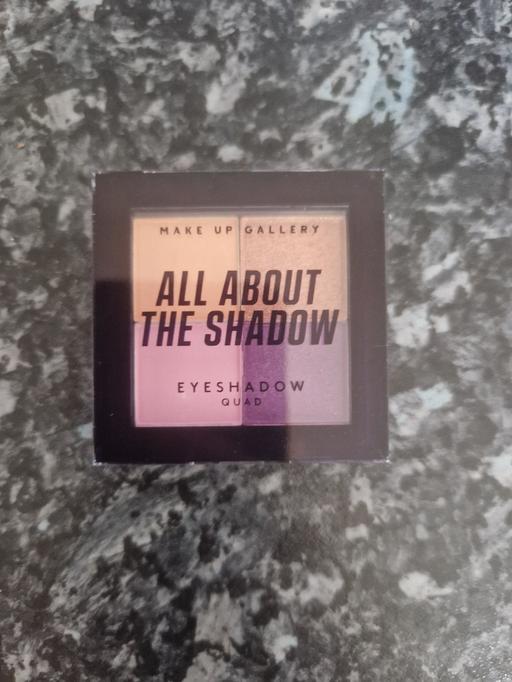 MAKE UP GALLERY
ALL ABOUT
THE SHADOW
EYESHADOW
QUAD